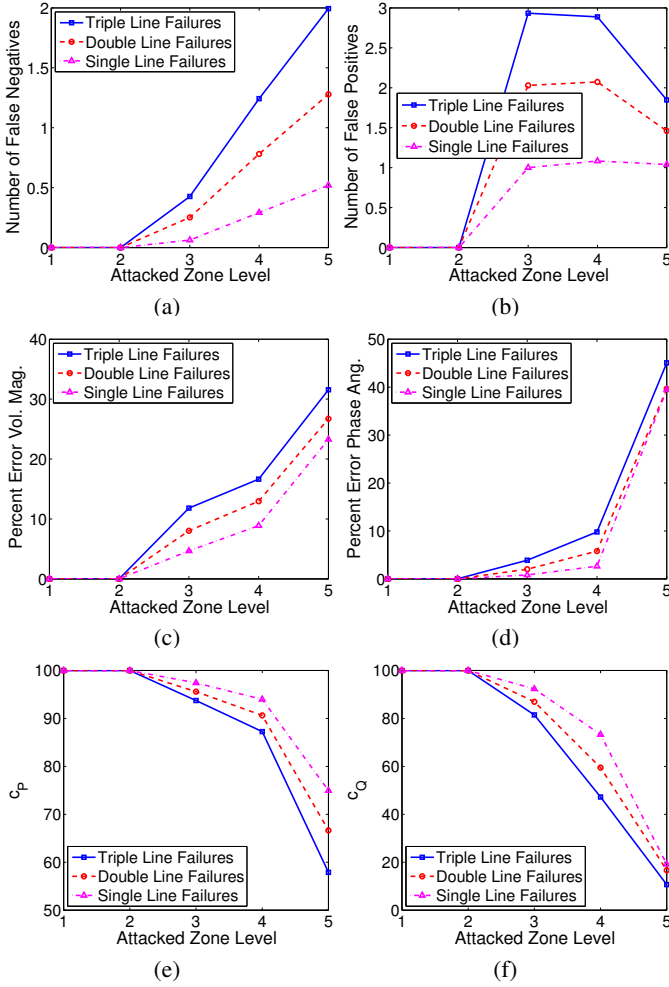 2
1.5
1
0.5
0
Number of False Negatives
Triple Line Failures
Double Line Failures
Single Line Failures
1 2 3 4 5
Attacked Zone Level
(a)
3
2.5
2
1.5
1
0.5
0
Number of False Positives
Triple Line Failures
Double Line Failures
Single Line Failures
1 2 3 4 5
Attacked Zone Level
(b)
40
30
20
10
0
Percent Error Vol. Mag.
Triple Line Failures
Double Line Failures
Single Line Failures
1 2 3 4 5
Attacked Zone Level
(c)
50
40
30
20
10
0
Percent Error Phase Ang.
Triple Line Failures
Double Line Failures
Single Line Failures
1 2 3 4 5
Attacked Zone Level
(d)
100
90
80
70
60
50
c_P
Triple Line Failures
Double Line Failures
Single Line Failures
1 2 3 4 5
Attacked Zone Level
(e)
100
80
60
40
20
0
c_Q
Triple Line Failures
Double Line Failures
Single Line Failures
1 2 3 4 5
Attacked Zone Level
(f)